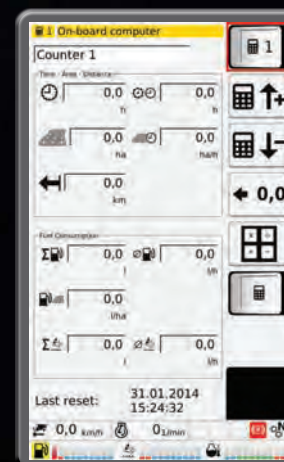 1 On-board computer
Counter 1
Time - Area - Distance
0,0 0,0
h h
0,0 0,0
ha ha/h
0,0
km
Fuel Consumption
Σ 0,0 ⌀ 0,0
l l/h
0,0
l/ha
Σ 0,0 ⌀ 0,0
l l/h
Last reset: 31.01.2014
15:24:32
0,0 km/h 0 1/min N
1
+
-
0,0